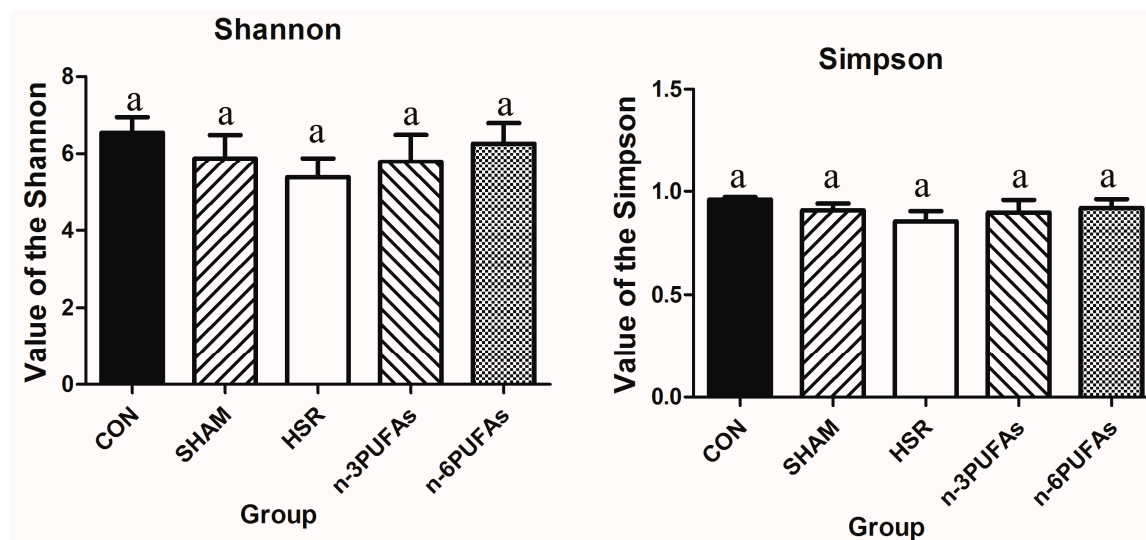 Shannon
Value of the Shannon
8
6
4
2
0
a
a
a
a
a
CON
SHAM
HSR
n-3PUFAs
n-6PUFAs
Group
Simpson
Value of the Simpson
1.5
1.0
0.5
0.0
a
a
a
a
a
CON
SHAM
HSR
n-3PUFAs
n-6PUFAs
Group